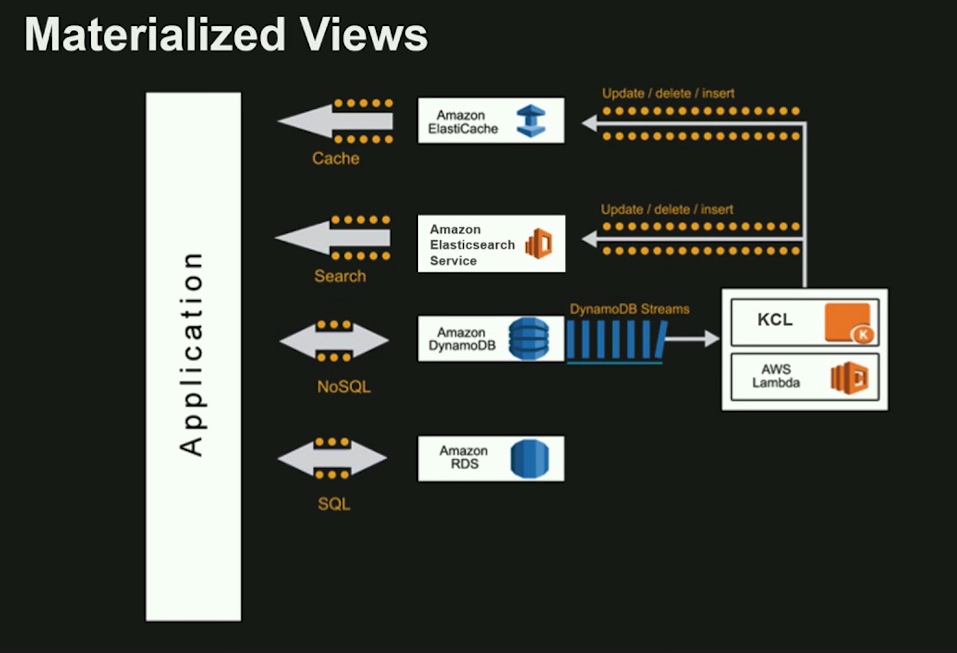 Materialized Views
Application
Cache
Amazon
ElastiCache
Update / delete / insert
Search
Amazon
Elasticsearch
Service
Update / delete / insert
NoSQL
Amazon
DynamoDB
DynamoDB Streams
KCL
K
AWS
Lambda
SQL
Amazon
RDS